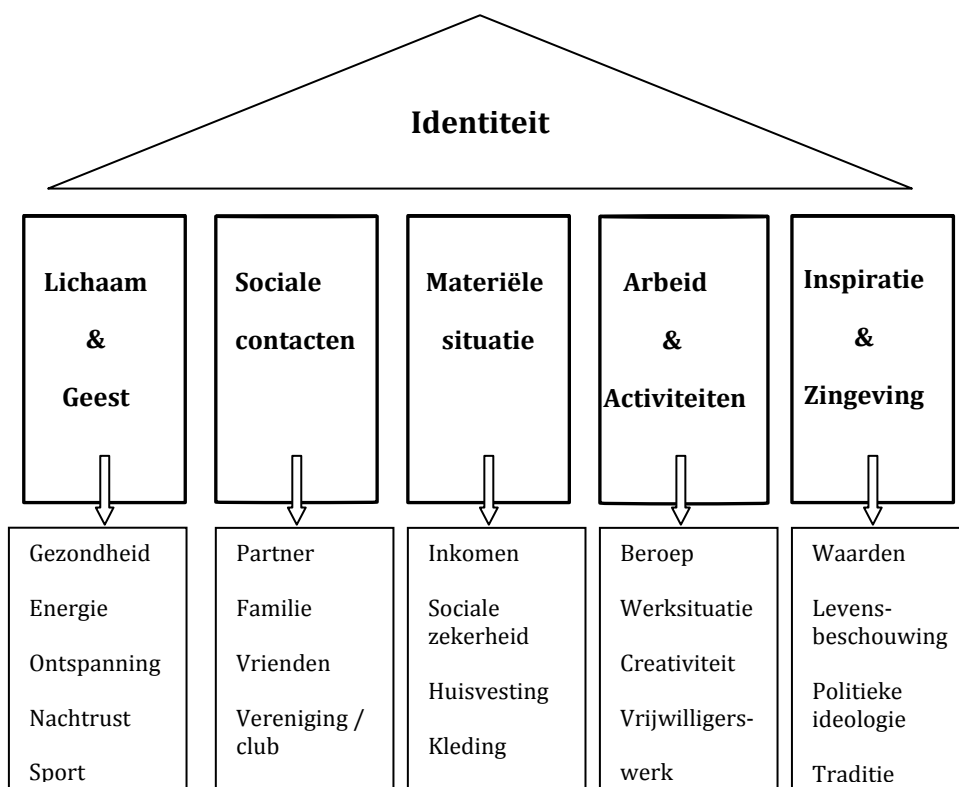 Identiteit
Lichaam
&
Geest
Sociale
contacten
Materiële
situatie
Arbeid
&
Activiteiten
Inspiratie
&
Zingeving
Gezondheid
Energie
Ontspanning
Nachtrust
Sport
Partner
Familie
Vrienden
Vereniging /
club
Inkomen
Sociale
zekerheid
Huisvesting
Kleding
Beroep
Werksituatie
Creativiteit
Vrijwilligers-
werk
Waarden
Levens-
beschouwing
Politieke
ideologie
Traditie